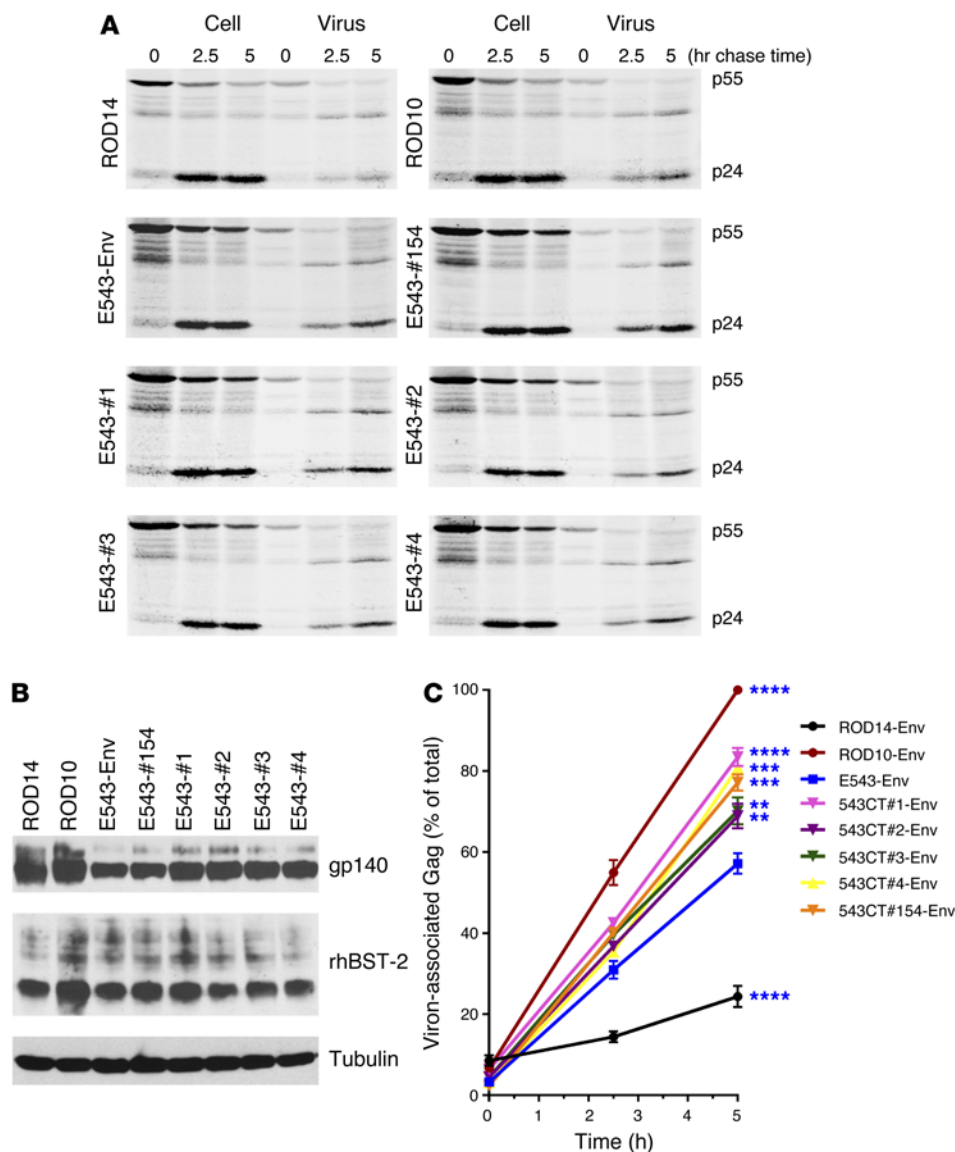 A
Cell Virus Cell Virus
0 2.5 5 0 2.5 5 0 2.5 5 0 2.5 5 (hr chase time)
ROD14 ROD10 p55
p24
E543-Env E543-#154 p55
p24
E543-#1 E543-#2 p55
p24
E543-#3 E543-#4 p55
p24
B
ROD14 ROD10 E543-Env E543-#154 E543-#1 E543-#2 E543-#3 E543-#4
gp140
rhBST-2
Tubulin
C
Viron-associated Gag (% of total)
100
80
60
40
20
0
0 1 2 3 4 5
Time (h)
****
****
***
***
**
**
****
ROD14-Env
ROD10-Env
E543-Env
543CT#1-Env
543CT#2-Env
543CT#3-Env
543CT#4-Env
543CT#154-Env